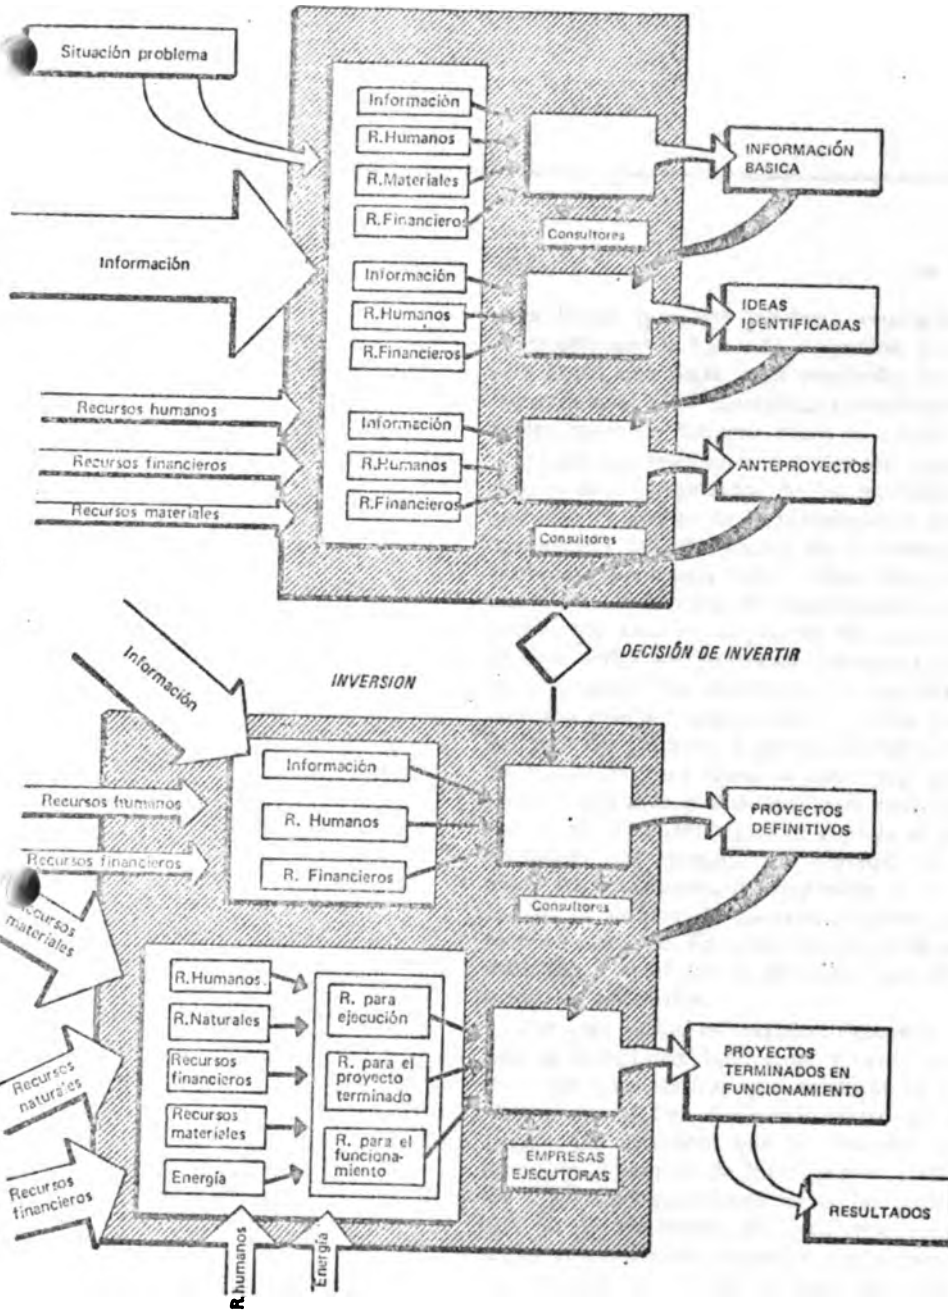 Situación problema
Información
R.Humanos
R.Materiales
R.Financieros
Consultores
INFORMACIÓN
BASICA
Información
Información
R.Humanos
R.Financieros
IDEAS
IDENTIFICADAS
Recursos humanos
Recursos financieros
Recursos materiales
Información
R.Humanos
R.Financieros
Consultores
ANTEPROYECTOS
DECISIÓN DE INVERTIR
INVERSION
Información
Recursos humanos
Recursos financieros
Información
R. Humanos
R. Financieros
Consultores
PROYECTOS
DEFINITIVOS
Recursos
materiales
Recursos
naturales
Recursos
financieros
R.Humanos
R.Naturales
Recursos
financieros
Recursos
materiales
Energía
R. para
ejecución
R. para el
proyecto
terminado
R. para el
funciona-
miento
EMPRESAS
EJECUTORAS
PROYECTOS
TERMINADOS EN
FUNCIONAMIENTO
RESULTADOS
R.humanos
Energía